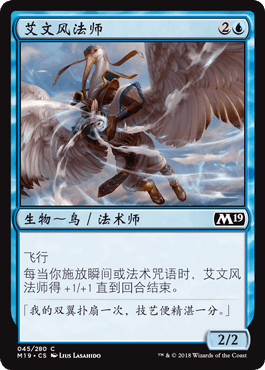 艾文风法师 2
生物～鸟 / 法术师 M19
飞行
每当你施放瞬间或法术咒语时，艾文风
法师得 +1/+1 直到回合结束。
「我的双翼扑扇一次，技艺便精湛一分。」
2/2
045/280 C
M19 • CS LIUS LASAHIDO
™ & © 2018 Wizards of the Coast